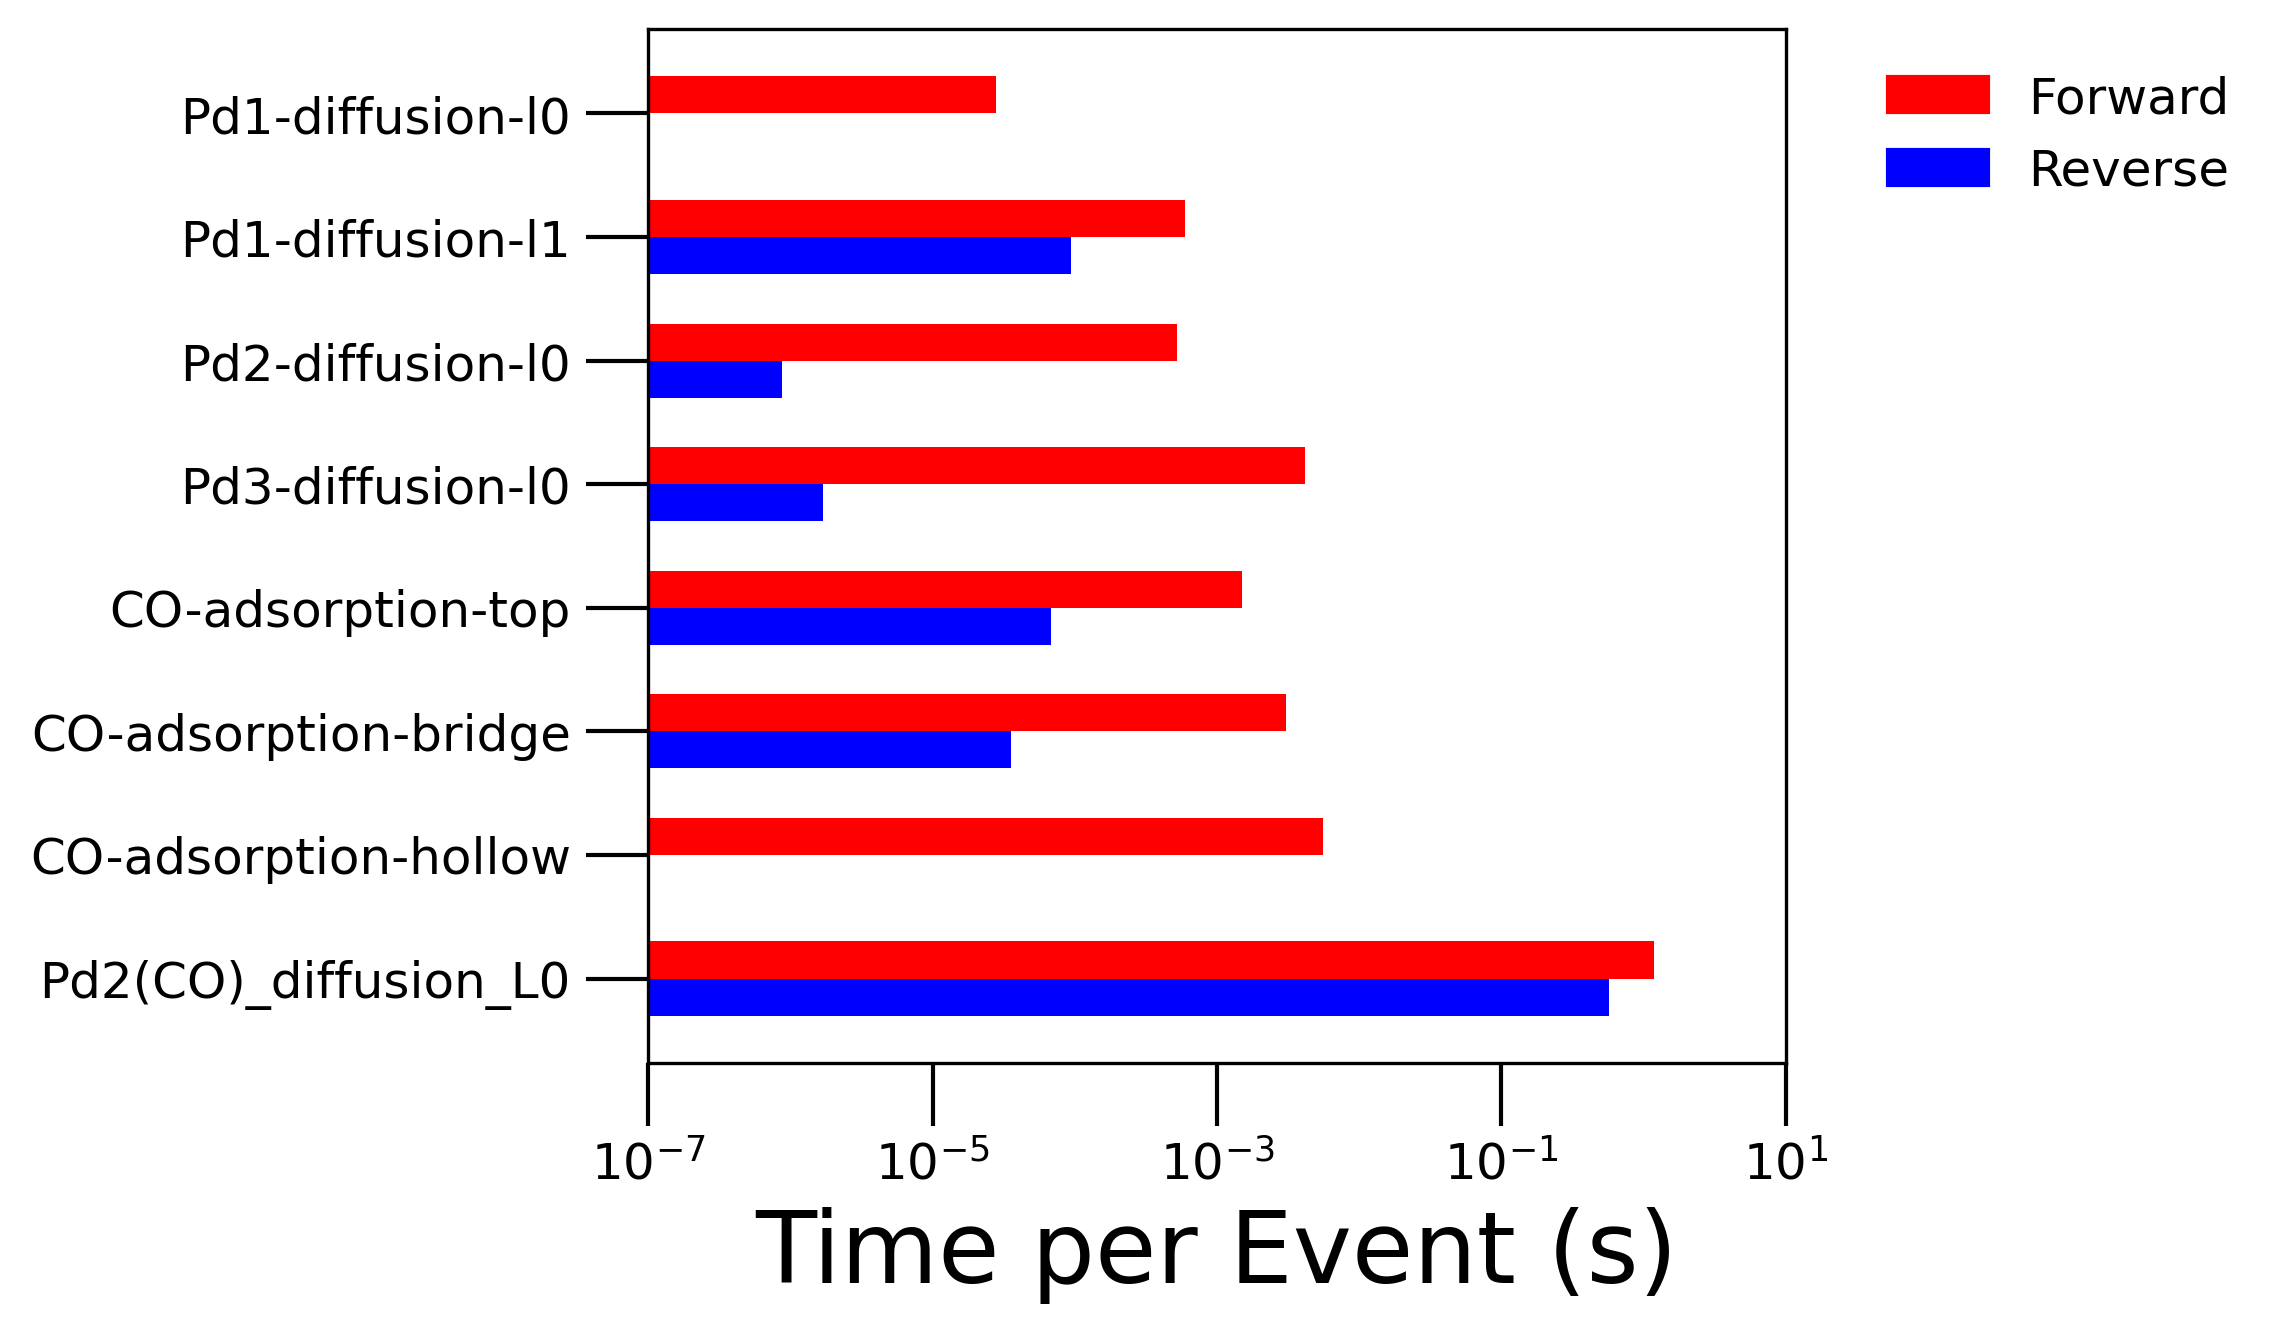 Pd1-diffusion-l0
Pd1-diffusion-l1
Pd2-diffusion-l0
Pd3-diffusion-l0
CO-adsorption-top
CO-adsorption-bridge
CO-adsorption-hollow
Pd2(CO)_diffusion_L0
10⁻⁷ 10⁻⁵ 10⁻³ 10⁻¹ 10¹
Time per Event (s)
Forward
Reverse